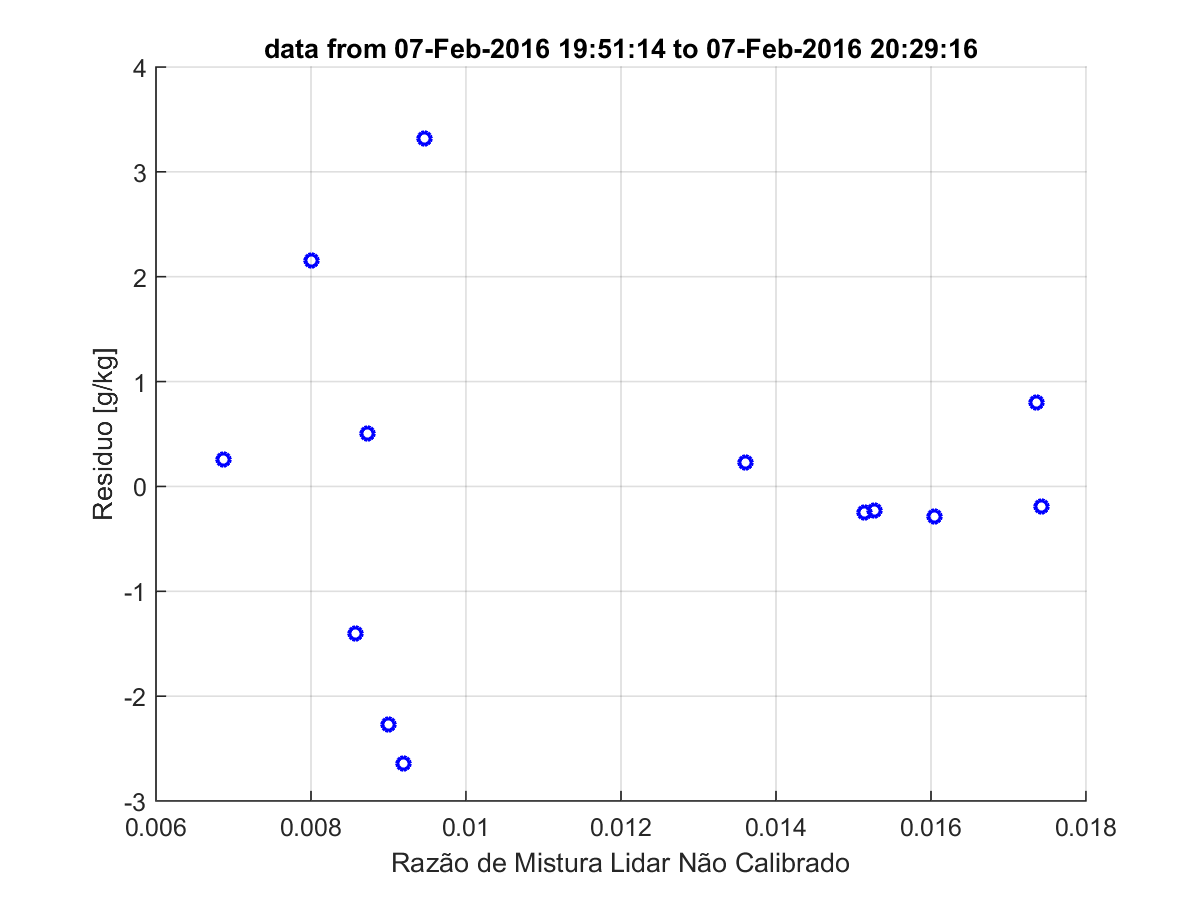 data from 07-Feb-2016 19:51:14 to 07-Feb-2016 20:29:16
4
3
2
1
0
-1
-2
-3
Residuo [g/kg]
0.006 0.008 0.01 0.012 0.014 0.016 0.018
Razão de Mistura Lidar Não Calibrado